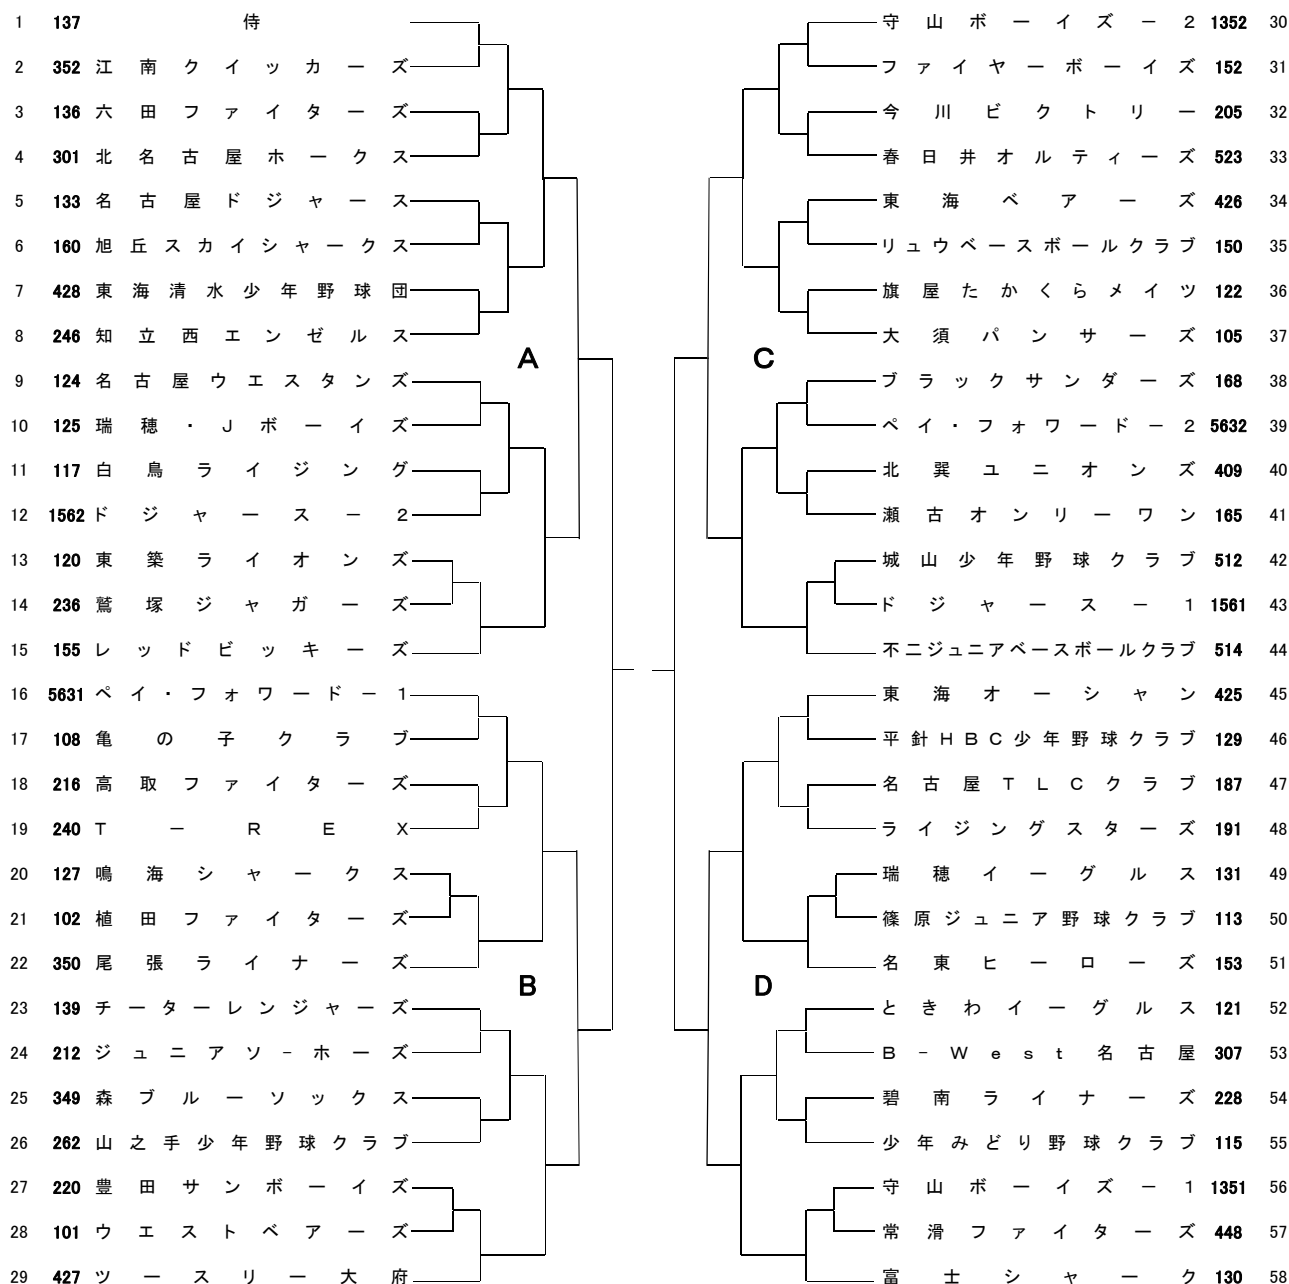 1 137 侍
2 352 江南クイッカーズ
3 136 六田ファイターズ
4 301 北名古屋ホークス
5 133 名古屋ドジャース
6 160 旭丘スカイシャークス
7 428 東海清水少年野球団
8 246 知立西エンゼルス
A
9 124 名古屋ウエスタンズ
10 125 瑞穂・Jボーイズ
11 117 白鳥ライジング
12 1562 ドジャース－2
13 120 東築ライオンズ
14 236 鷲塚ジャガーズ
15 155 レッドビッキーズ
16 5631 ペイ・フォワード－1
17 108 亀の子クラブ
18 216 高取ファイターズ
19 240 T－REX
20 127 鳴海シャークス
21 102 植田ファイターズ
22 350 尾張ライナーズ
B
23 139 チーターレンジャーズ
24 212 ジュニアソ－ホーズ
25 349 森ブルーソックス
26 262 山之手少年野球クラブ
27 220 豊田サンボーイズ
28 101 ウエストベアーズ
29 427 ツースリー大府
守山ボーイズ－2 1352 30
ファイヤーボーイズ 152 31
今川ビクトリー 205 32
春日井オルティーズ 523 33
東海ベアーズ 426 34
リュウベースボールクラブ 150 35
旗屋たかくらメイツ 122 36
大須パンサーズ 105 37
C
ブラックサンダーズ 168 38
ペイ・フォワード－2 5632 39
北巽ユニオンズ 409 40
瀬古オンリーワン 165 41
城山少年野球クラブ 512 42
ドジャース－1 1561 43
不二ジュニアベースボールクラブ 514 44
東海オーシャン 425 45
平針HBC少年野球クラブ 129 46
名古屋TLCクラブ 187 47
ライジングスターズ 191 48
瑞穂イーグルス 131 49
篠原ジュニア野球クラブ 113 50
名東ヒーローズ 153 51
D
ときわイーグルス 121 52
B－West名古屋 307 53
碧南ライナーズ 228 54
少年みどり野球クラブ 115 55
守山ボーイズ－1 1351 56
常滑ファイターズ 448 57
富士シャーク 130 58